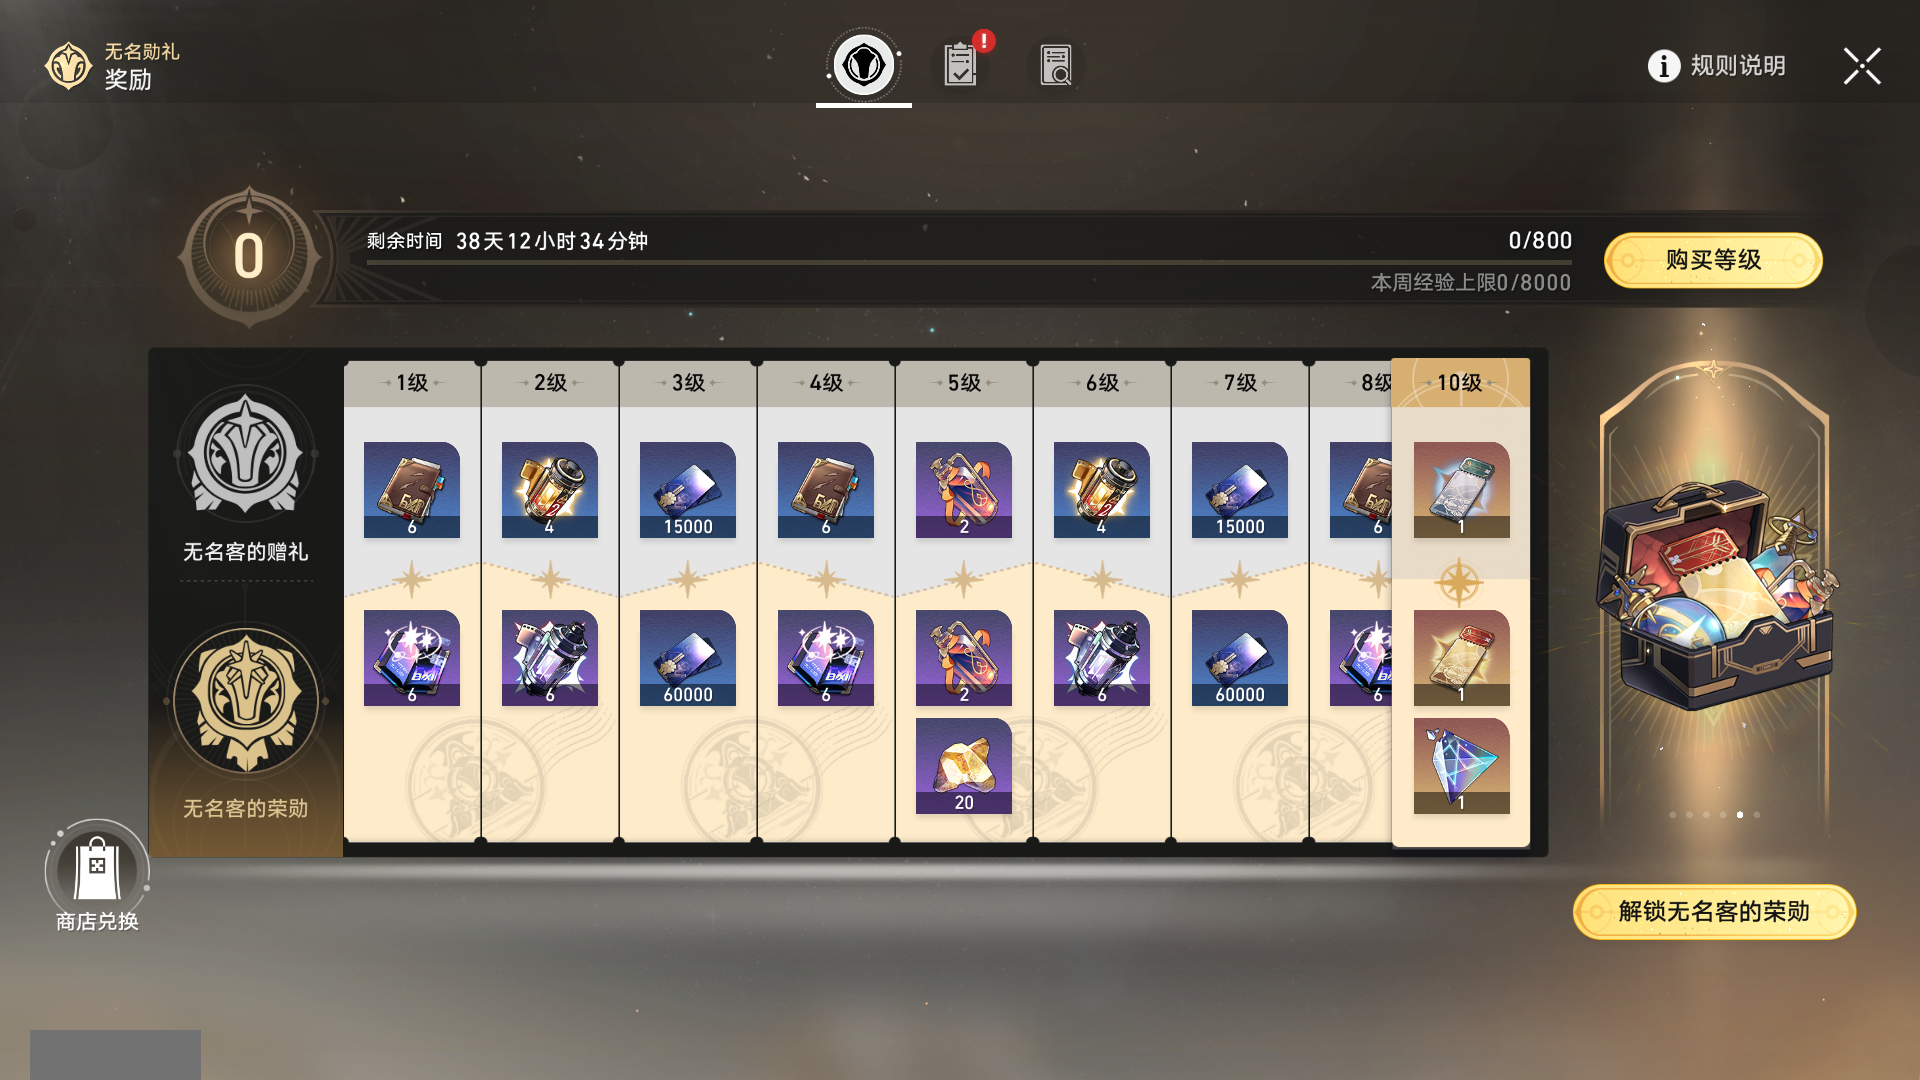 无名勋礼
奖励
规则说明
0
剩余时间 38天12小时34分钟
0/800
本周经验上限0/8000
购买等级
1级 2级 3级 4级 5级 6级 7级 8级 10级
6 4 15000 6 2 4 15000 6 1
无名客的赠礼
6 6 60000 6 2 6 60000 6 1
20 1
无名客的荣勋
商店兑换
解锁无名客的荣勋